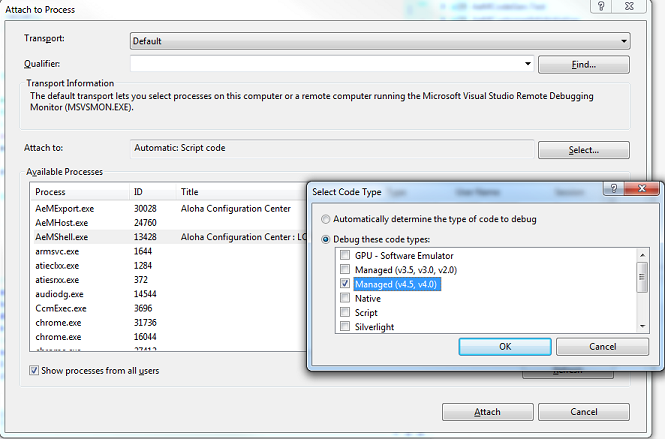 Attach to Process
Transport:
Default
Qualifier:
Find...
Transport Information
The default transport lets you select processes on this computer or a remote computer running the Microsoft Visual Studio Remote Debugging
Monitor (MSVSMON.EXE).
Attach to:
Automatic: Script code
Select...
Available Processes
Process ID Title
AeMExport.exe 30028 Aloha Configuration Center
AeMHost.exe 24760
AeMShell.exe 13428 Aloha Configuration Center : LO
armsvc.exe 1644
atieclxx.exe 1284
atiesrxx.exe 372
audiodg.exe 14544
CcmExec.exe 3696
chrome.exe 31736
chrome.exe 16044
chrome.exe 27412
Show processes from all users
Refresh
Attach
Cancel
Select Code Type
Automatically determine the type of code to debug
Debug these code types:
GPU - Software Emulator
Managed (v3.5, v3.0, v2.0)
Managed (v4.5, v4.0)
Native
Script
Silverlight
OK
Cancel